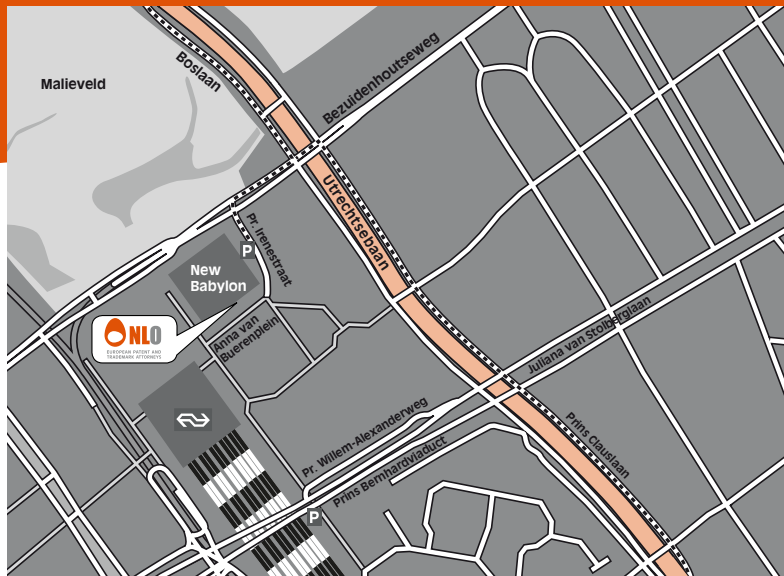 Malieveld
Boslaan
Bezuidenhoutseweg
Utrechtsebaan
Pr. Irenestraat
P
New
Babylon
NLO
EUROPEAN PATENT AND
TRADEMARK ATTORNEYS
Anna van
Buerenplein
Juliana van Stolberglaan
Pr. Willem-Alexanderweg
Prins Bernhardviaduct
Prins Clauslaan
P